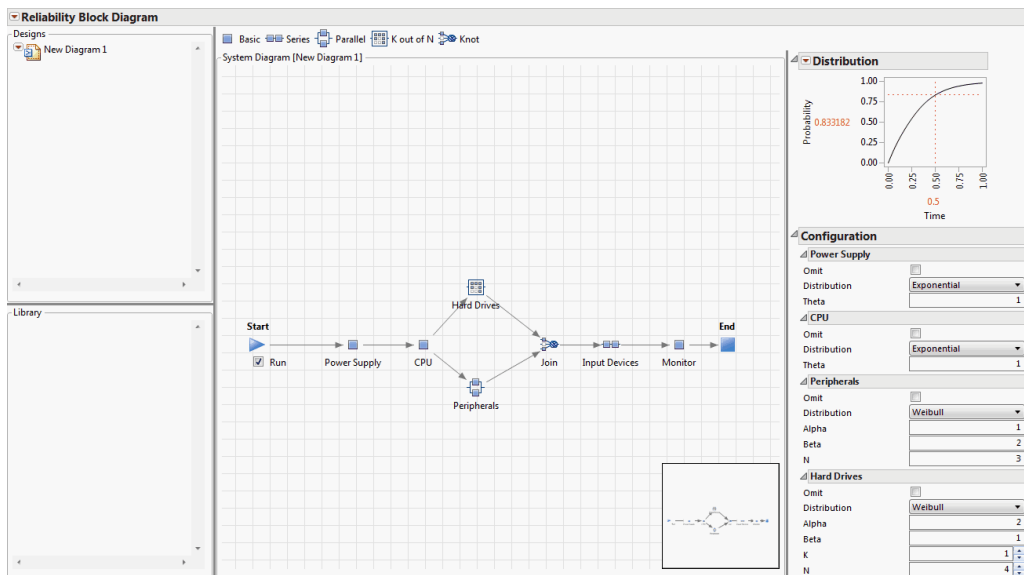 Reliability Block Diagram
Designs
New Diagram 1
Basic Series Parallel K out of N Knot
System Diagram [New Diagram 1]
Library
Start
Run
Power Supply
CPU
Hard Drives
Peripherals
Join
Input Devices
Monitor
End
Distribution
Probability
0.833182
1.00
0.75
0.50
0.25
0.00
0.00 0.25 0.50 0.75 1.00
0.5
Time
Configuration
Power Supply
Omit
Distribution Exponential
Theta 1
CPU
Omit
Distribution Exponential
Theta 1
Peripherals
Omit
Distribution Weibull
Alpha 1
Beta 2
N 3
Hard Drives
Omit
Distribution Weibull
Alpha 2
Beta 1
K 1
N 4